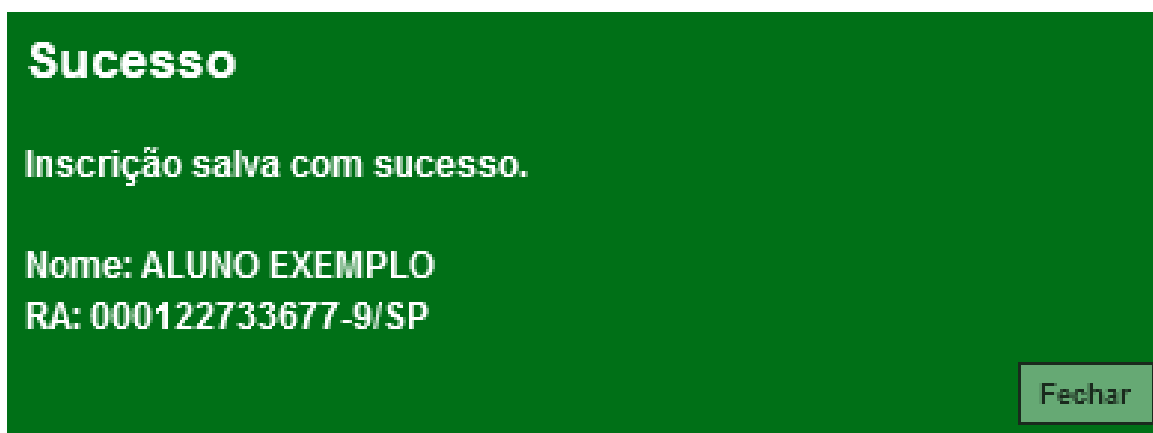 Sucesso
Inscrição salva com sucesso.
Nome: ALUNO EXEMPLO
RA: 000122733677-9/SP
Fechar